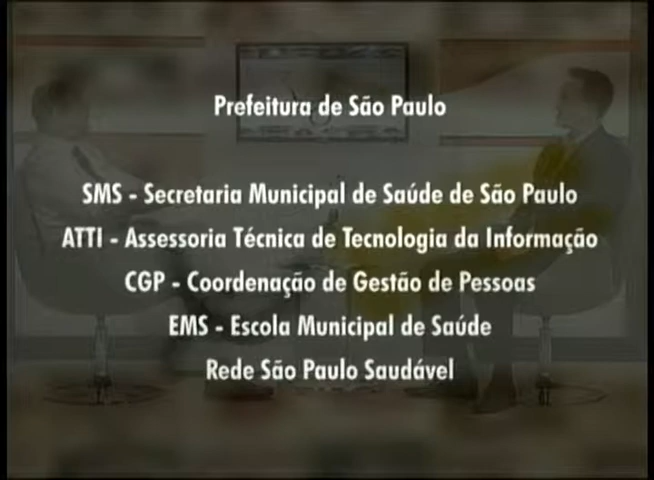 Prefeitura de São Paulo
SMS - Secretaria Municipal de Saúde de São Paulo
ATTI - Assessoria Técnica de Tecnologia da Informação
CGP - Coordenação de Gestão de Pessoas
EMS - Escola Municipal de Saúde
Rede São Paulo Saudável